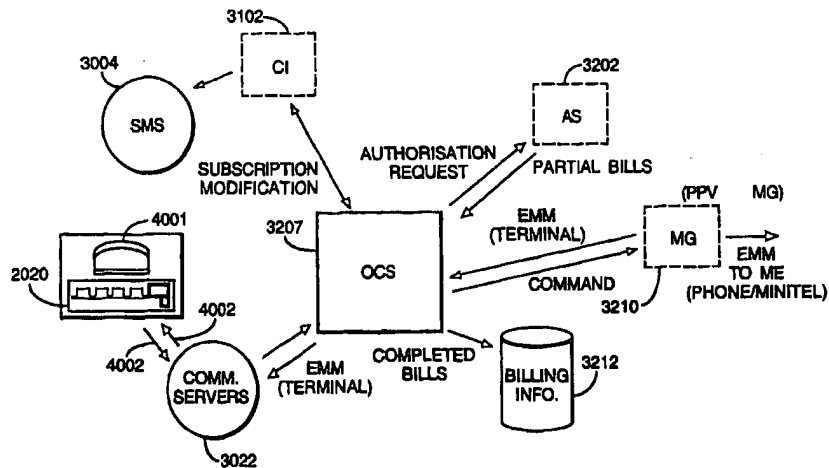 3102
CI
3004
SMS
3202
AS
AUTHORISATION
REQUEST
PARTIAL BILLS
SUBSCRIPTION
MODIFICATION
(PPV MG)
4001
3207
OCS
EMM
(TERMINAL)
MG
EMM
TO ME
(PHONE/MINITEL)
2020
COMMAND
3210
4002
4002
COMM.
SERVERS
EMM
(TERMINAL)
COMPLETED
BILLS
BILLING
INFO.
3212
3022